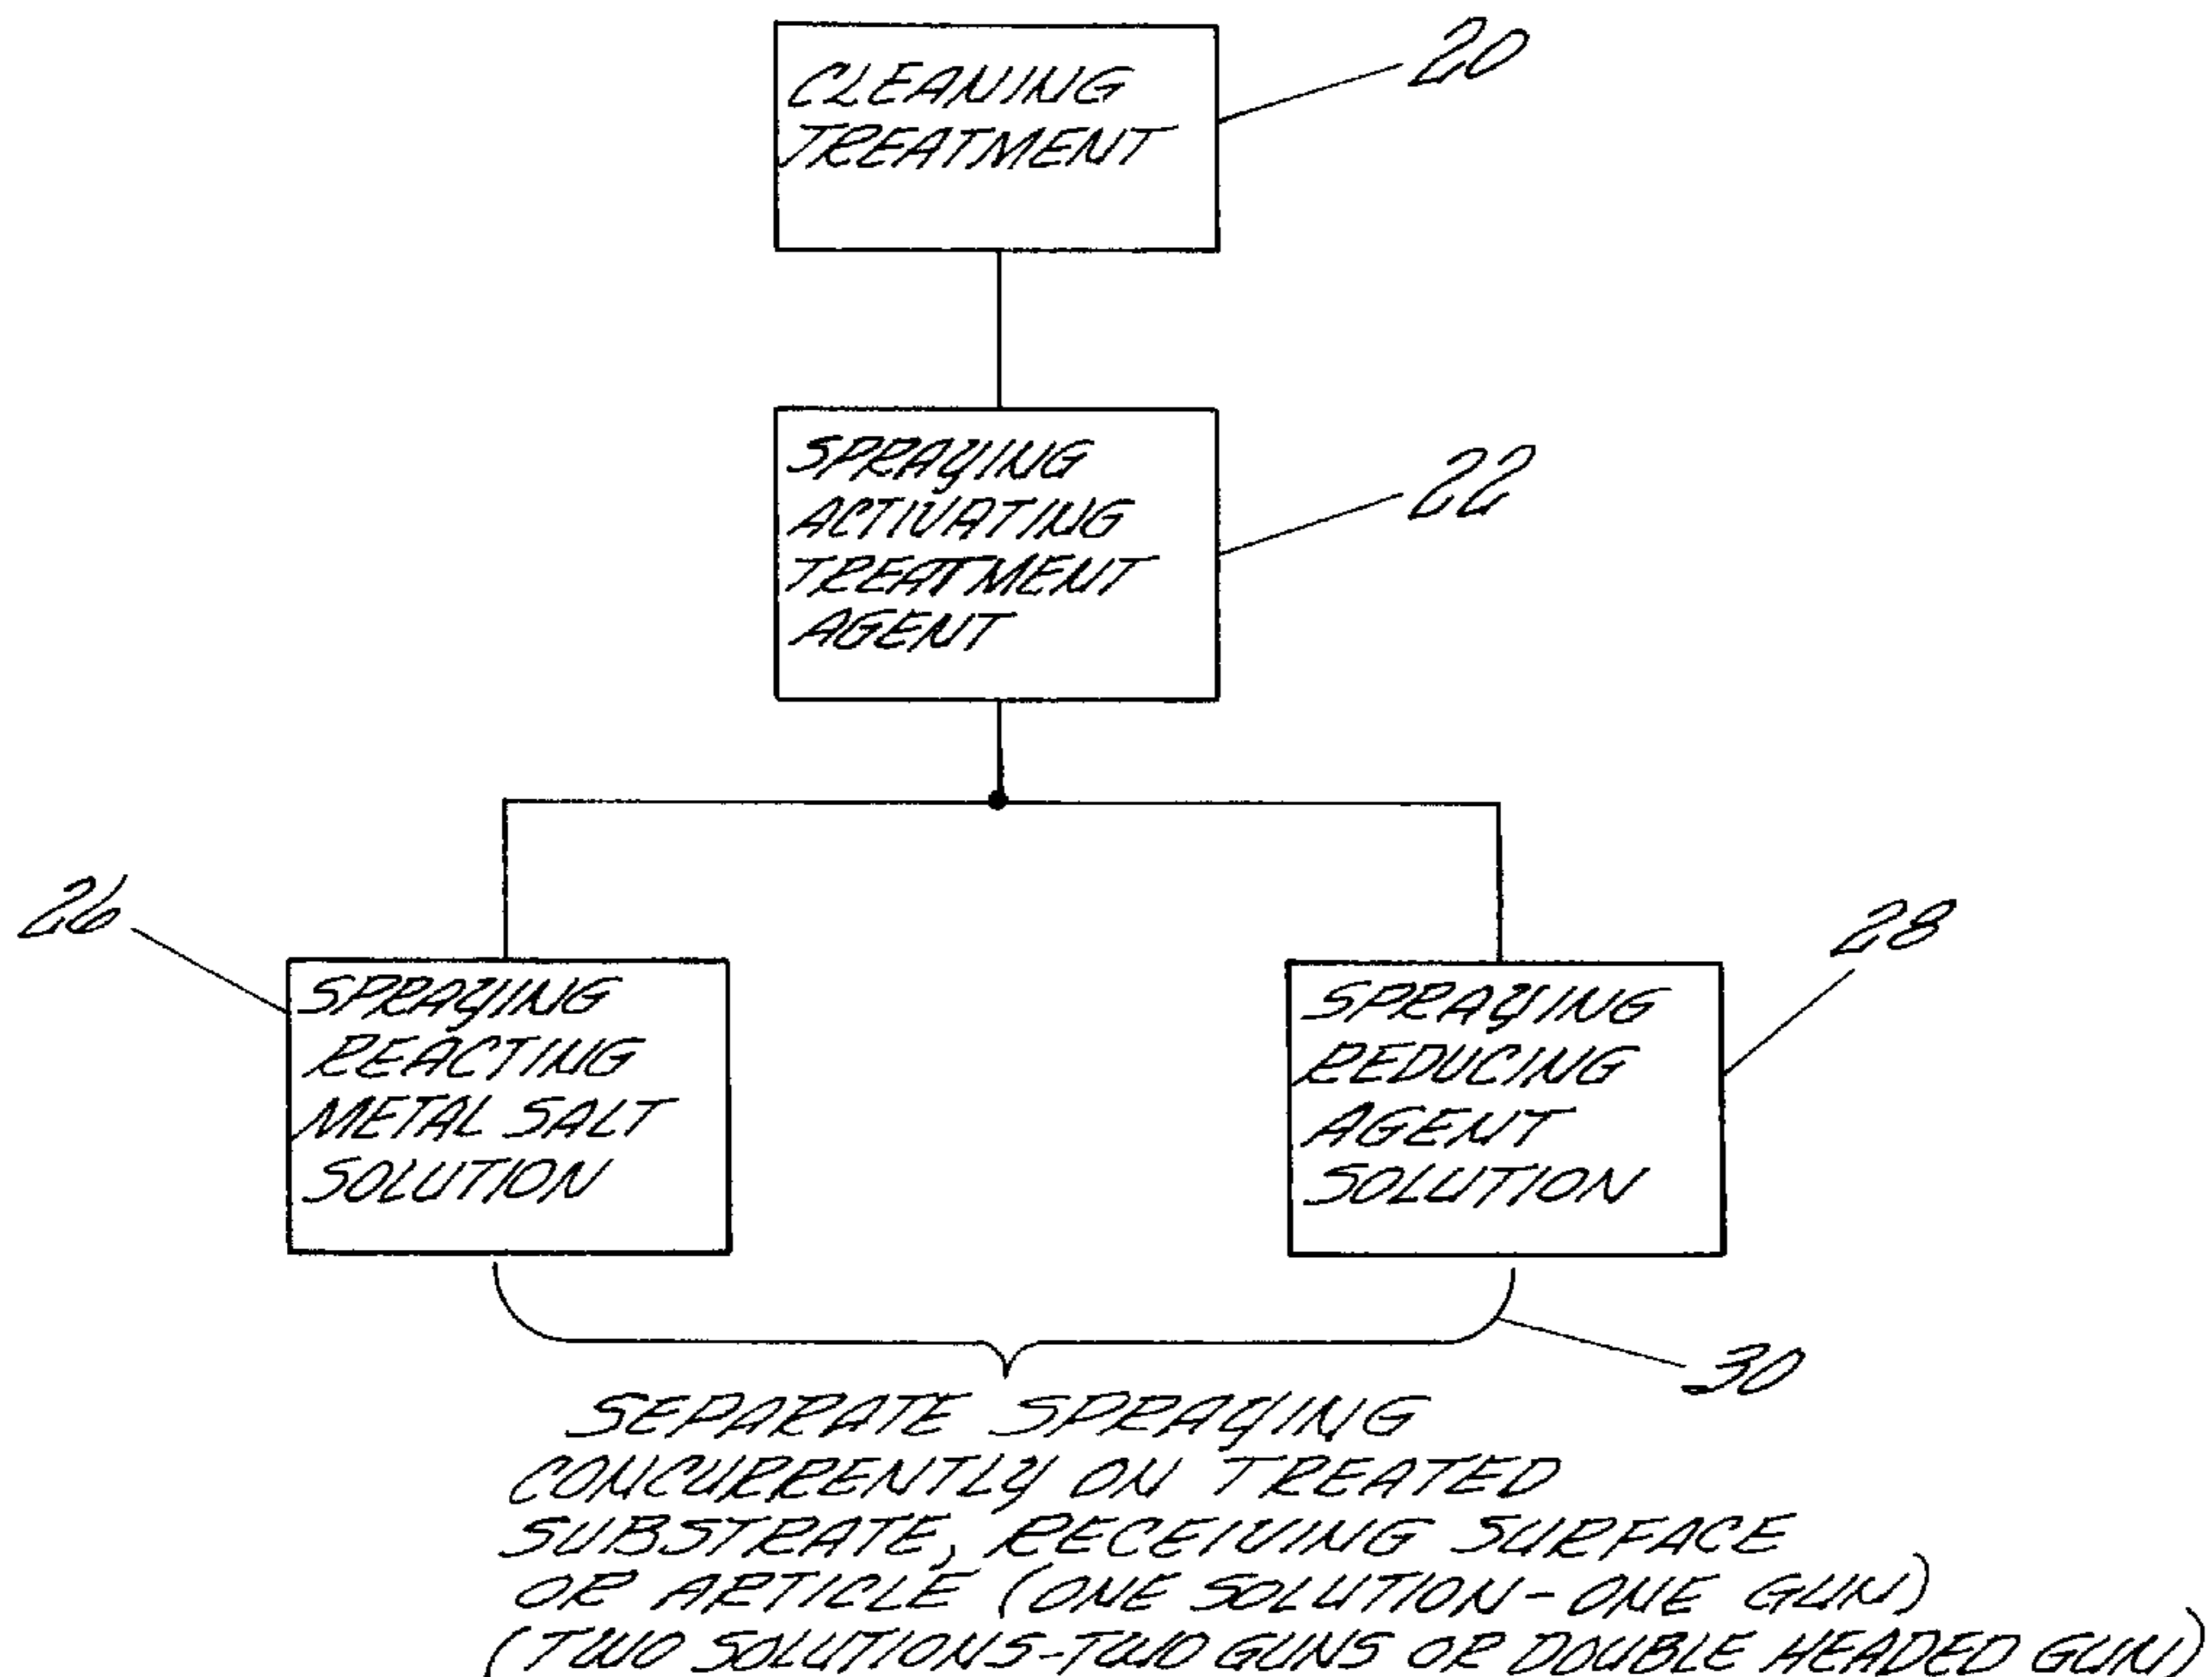 CLEANING
TREATMENT
20
SPRAYING
ACTIVATING
TREATMENT
AGENT
22
26
SPRAYING
REACTING
METAL SALT
SOLUTION
28
SPRAYING
REDUCING
AGENT
SOLUTION
30
SEPARATE SPRAYING
CONCURRENTLY ON TREATED
SUBSTRATE, RECEIVING SURFACE
OR ARTICLE (ONE SOLUTION-ONE GUN)
(TWO SOLUTIONS-TWO GUNS OR DOUBLE HEADED GUN)